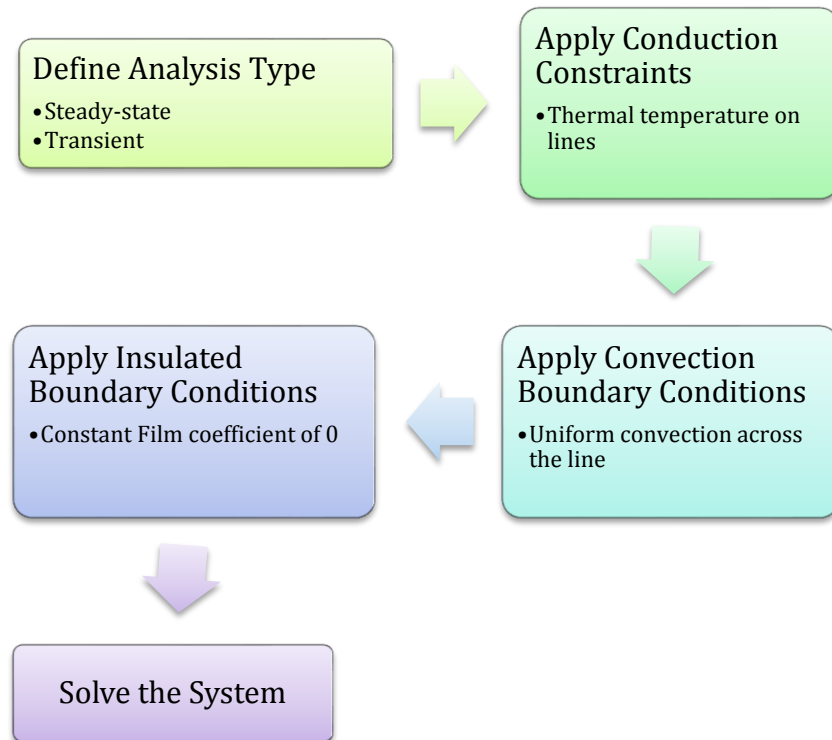 Define Analysis Type
•Steady-state
•Transient
Apply Conduction
Constraints
•Thermal temperature on
lines
Apply Convection
Boundary Conditions
•Uniform convection across
the line
Apply Insulated
Boundary Conditions
•Constant Film coefficient of 0
Solve the System